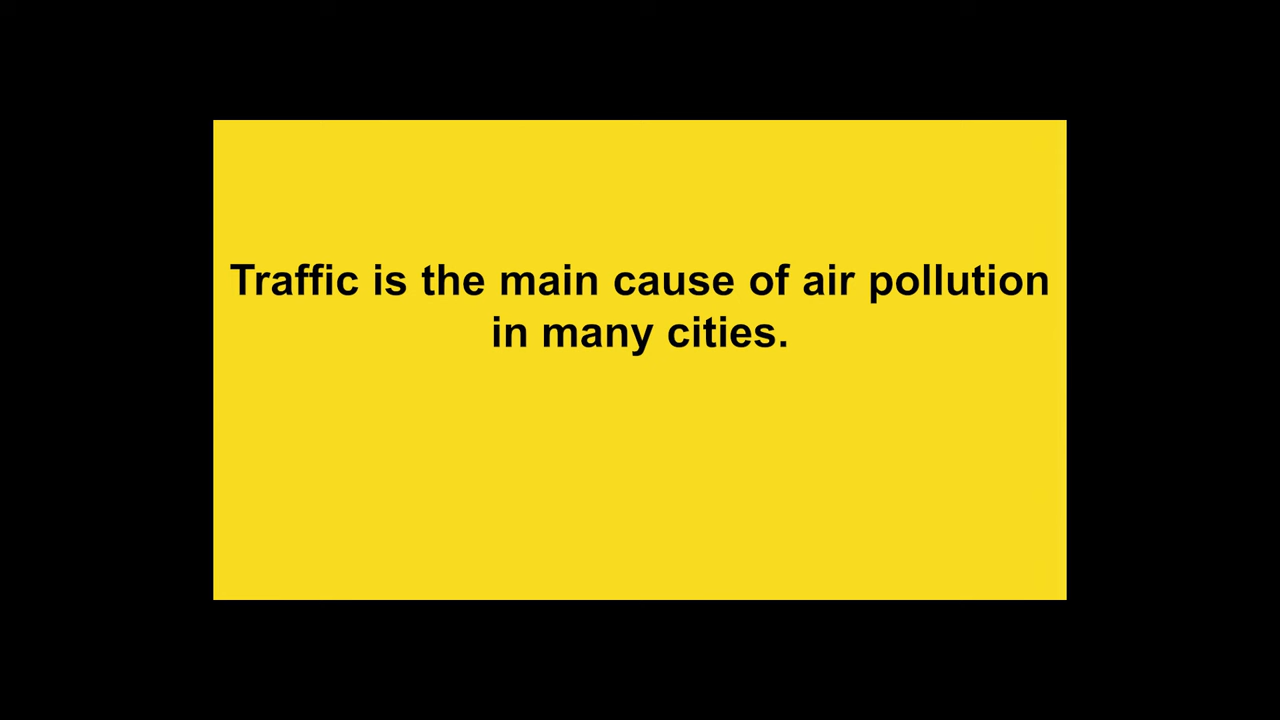 Traffic is the main cause of air pollution
in many cities.